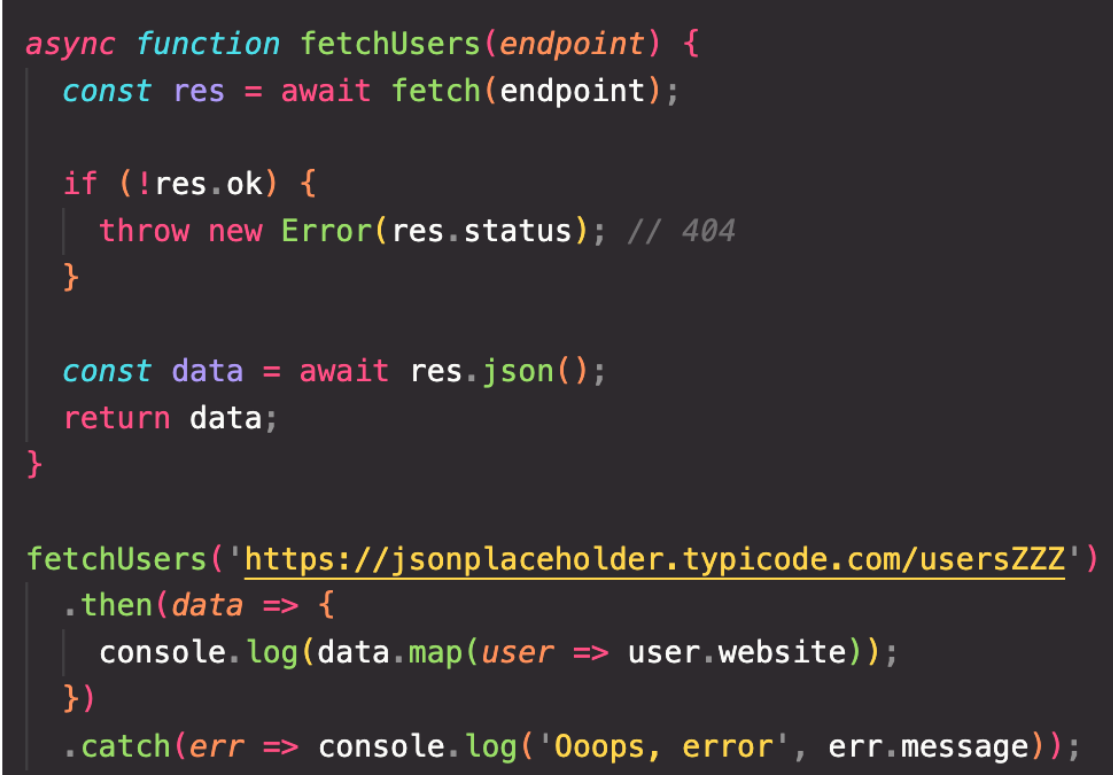 async function fetchUsers(endpoint) {
const res = await fetch(endpoint);
if (!res.ok) {
throw new Error(res.status); // 404
}
const data = await res.json();
return data;
}
fetchUsers('https://jsonplaceholder.typicode.com/usersZZZ')
.then(data => {
console.log(data.map(user => user.website));
})
.catch(err => console.log('Ooops, error', err.message));